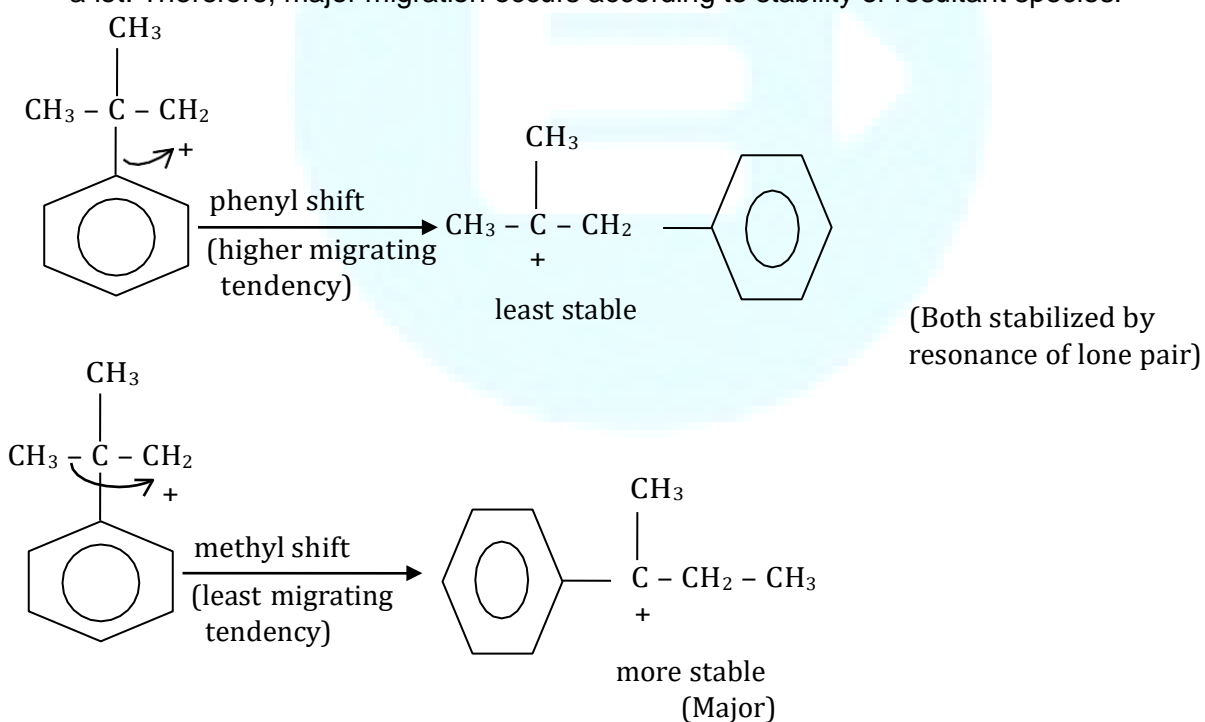 a lot. Therefore, major migration occurs according to stability of resultant species.
CH₃
CH₃ – C – CH₂
+
phenyl shift
(higher migrating
tendency)
CH₃
CH₃ – C – CH₂
+
least stable
(Both stabilized by
resonance of lone pair)
CH₃
CH₃ – C – CH₂
+
methyl shift
(least migrating
tendency)
CH₃
C – CH₂ – CH₃
+
more stable
(Major)